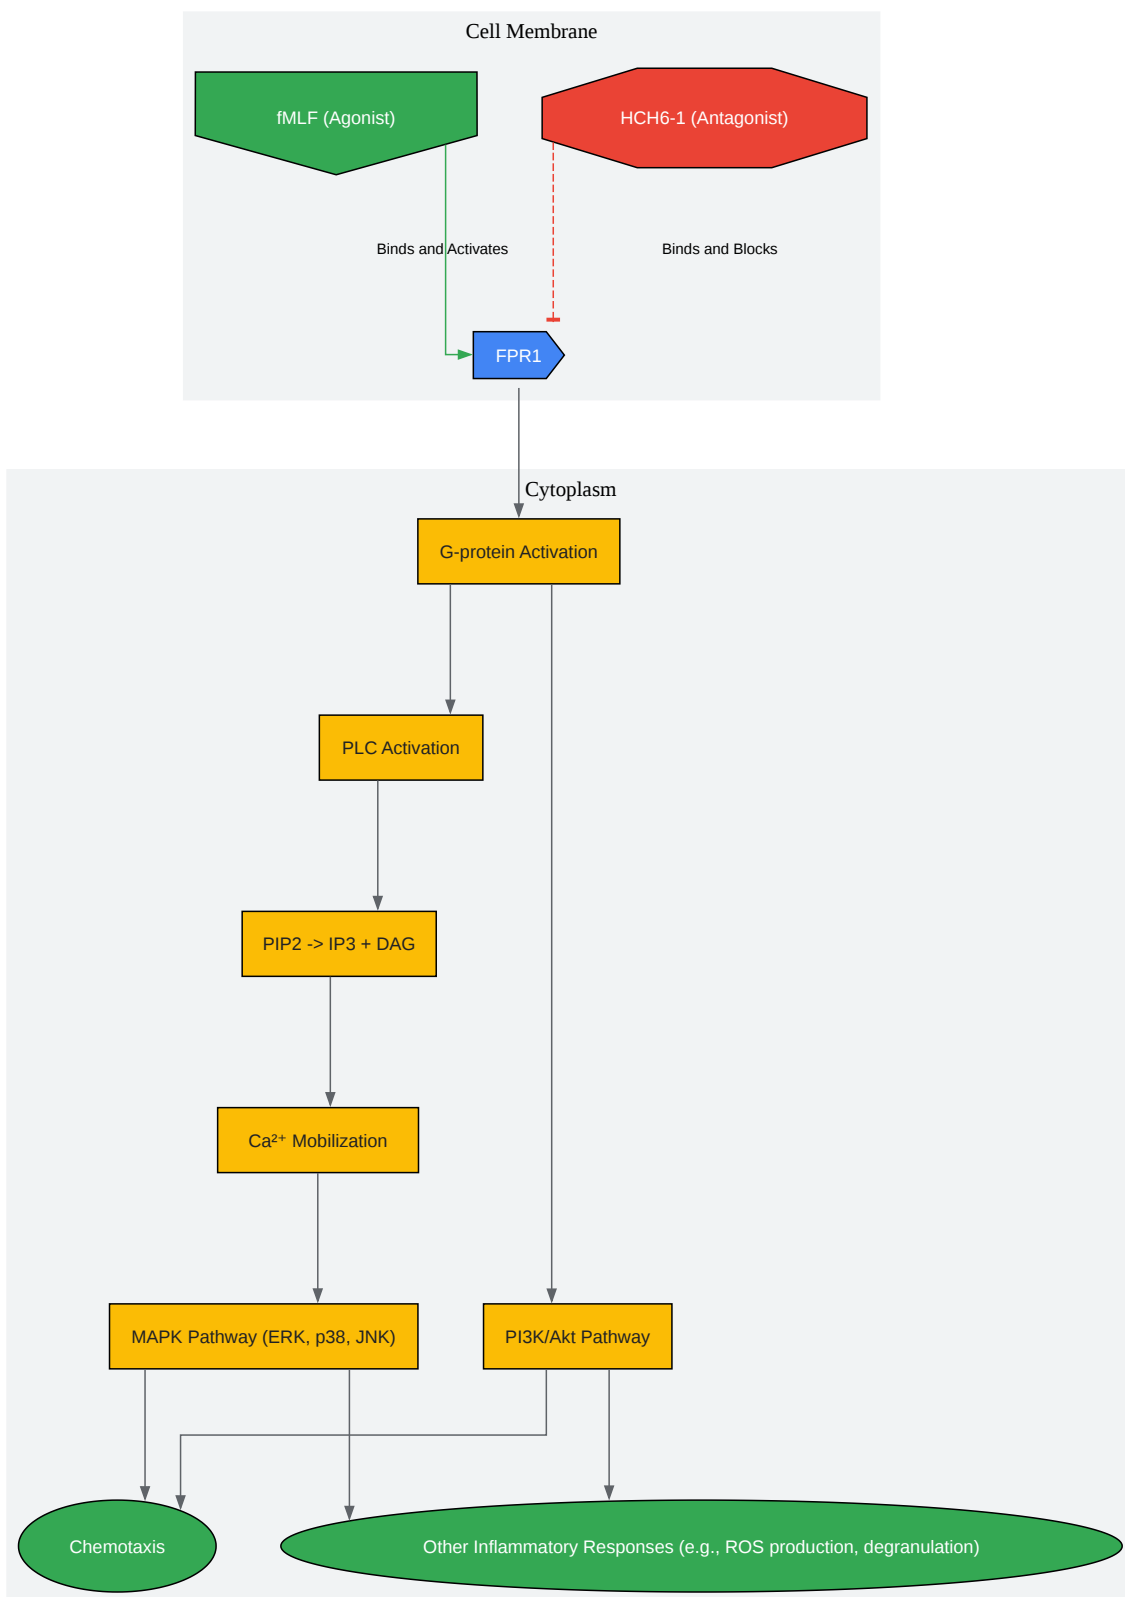 Cell Membrane
fMLF (Agonist)
HCH6-1 (Antagonist)
Binds and Activates
Binds and Blocks
FPR1
Cytoplasm
G-protein Activation
PLC Activation
PIP2 -> IP3 + DAG
Ca²⁺ Mobilization
MAPK Pathway (ERK, p38, JNK)
PI3K/Akt Pathway
Chemotaxis
Other Inflammatory Responses (e.g., ROS production, degranulation)